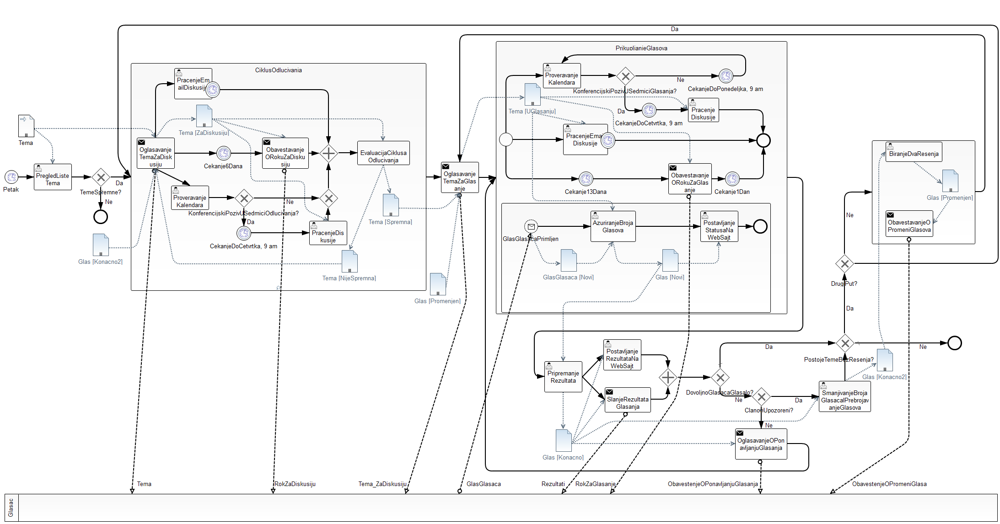 Da
PrikupljanjeGlasova
CiklusOdlucivania
PracenjeEm
ailDiskusij
Proveravanje
Kalendara
Ne
CekanjeDoPonedeljka, 9 am
KonferencijskiPozivUSedmiciGlasanja?
Tema [UGlasanju]
Da
Pracenje
Diskusije
CekanjeDoCetvrtka, 9 am
Tema [ZaDiskusiju]
Tema
PracenjeEma
Diskusije
Oglasavanje
TemaZaDisk
usiju
Cekanje6Dana
Obavestavanje
ORokuZaDisku
siju
EvaluacijaCiklusa
Odlucivanja
BiranjeDvaResenja
Petak
PregledListe
Tema
TemeSpremne?
Da
Ne
Oglasavanje
TemaZaGlas
anje
Cekanje13Dana
Obavestavanje
ORokuZaGlas
anje
Cekanje1Dan
Glas [Promenjen]
Proveravanje
Kalendara
Ne
KonferencijskiPozivUSedmiciOdlucivanja?
Da
Tema [Spremna]
PracenjeDis
kusije
CekanjeDoCetvrtka, 9 am
Glas [Konacno2]
Tema [NijeSpremna]
Glas [Promenjen]
GlasGlasacaPrimljen
AzuriranjeBroja
Glasova
Postavljanje
StatusaNa
WebSajt
GlasGlasaca [Novi]
Glas [Novi]
Ne
ObavestavanjeO
PromeniGlasova
DrugiPut?
Da
Pripremanje
Rezultata
Postavljanje
RezultataNa
WebSajt
SlanjeRezultata
Glasanja
Da
DovoljnoGlasacaGlasalo?
Ne
ClanoviUpozoreni?
Da
Ne
PostojeTemeBezResenja?
Ne
Glas [Konacno2]
SmanjivanjeBroja
GlasacaIPrebrojav
anjeGlasova
Glas [Konacno]
OglasavanjeOPon
avljanjuGlasanja
Tema
RokZaDiskusiju
Tema_ZaDiskusiju
GlasGlasaca
Rezultati
RokZaGlasanje
ObavestenjeOPonavljanjuGlasanja
ObavestenjeOPromeniGlasa
Glasac